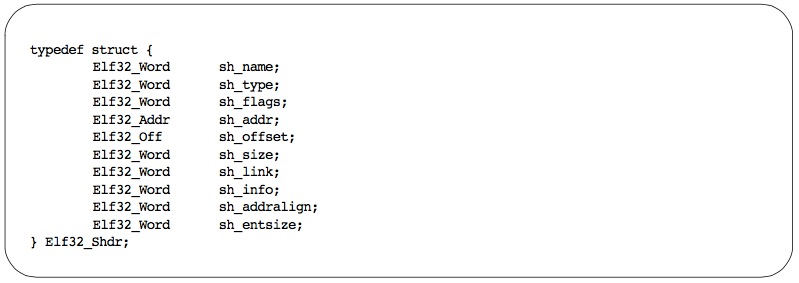 typedef struct {
        Elf32_Word      sh_name;
        Elf32_Word      sh_type;
        Elf32_Word      sh_flags;
        Elf32_Addr      sh_addr;
        Elf32_Off       sh_offset;
        Elf32_Word      sh_size;
        Elf32_Word      sh_link;
        Elf32_Word      sh_info;
        Elf32_Word      sh_addralign;
        Elf32_Word      sh_entsize;
} Elf32_Shdr;